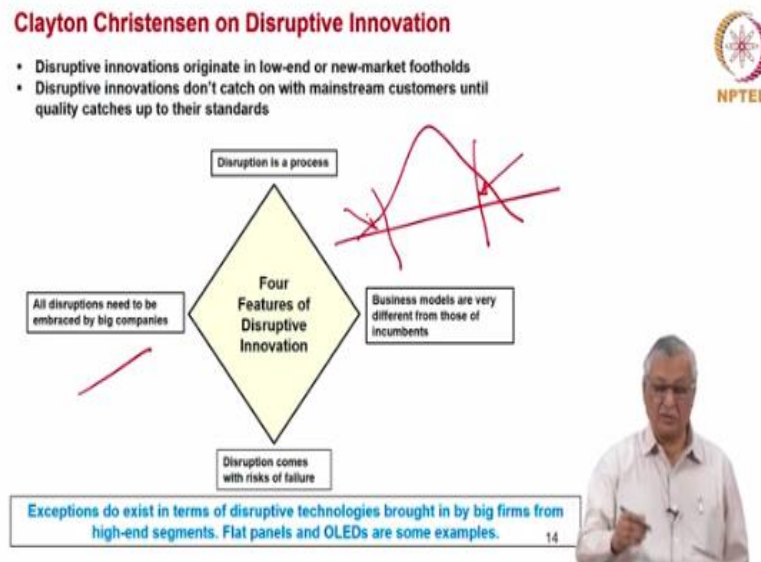 Clayton Christensen on Disruptive Innovation
• Disruptive innovations originate in low-end or new-market footholds
• Disruptive innovations don't catch on with mainstream customers until
quality catches up to their standards
NPTEL
Disruption is a process
All disruptions need to be
embraced by big companies
Four
Features of
Disruptive
Innovation
Business models are very
different from those of
incumbents
Disruption comes
with risks of failure
Exceptions do exist in terms of disruptive technologies brought in by big firms from
high-end segments. Flat panels and OLEDs are some examples.
14